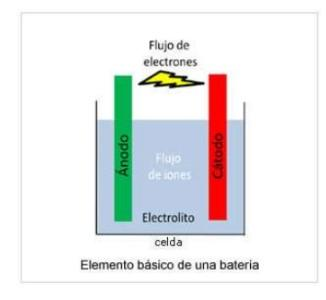 Flujo de
electrones
Ánodo
Cátodo
Flujo
de iones
Electrolito
celda
Elemento básico de una batería